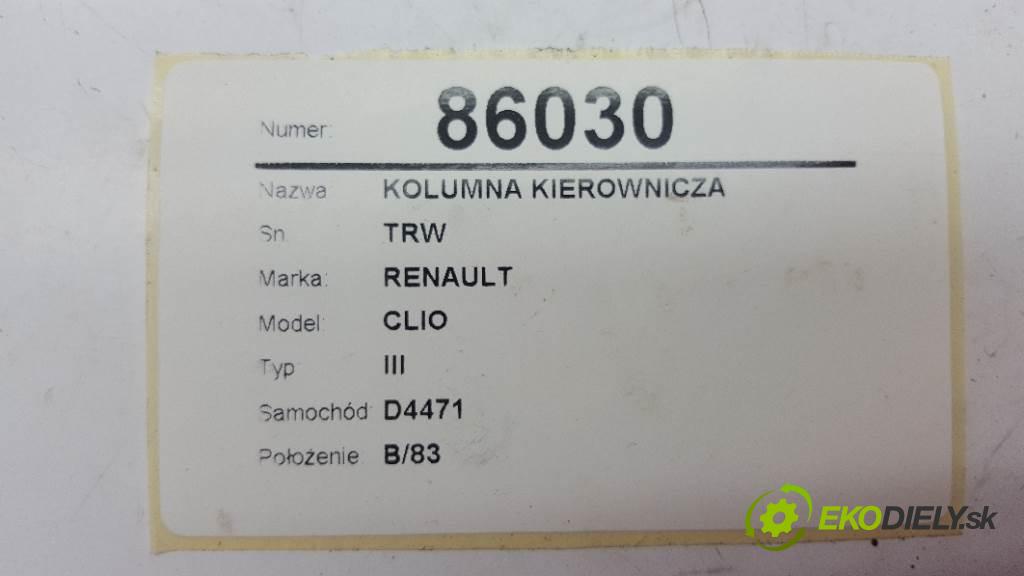 Numer: 86030
Nazwa KOLUMNA KIEROWNICZA
Sn. TRW
Marka: RENAULT
Model: CLIO
Typ III
Samochód: D4471
Położenie B/83
EKODIELY.sk